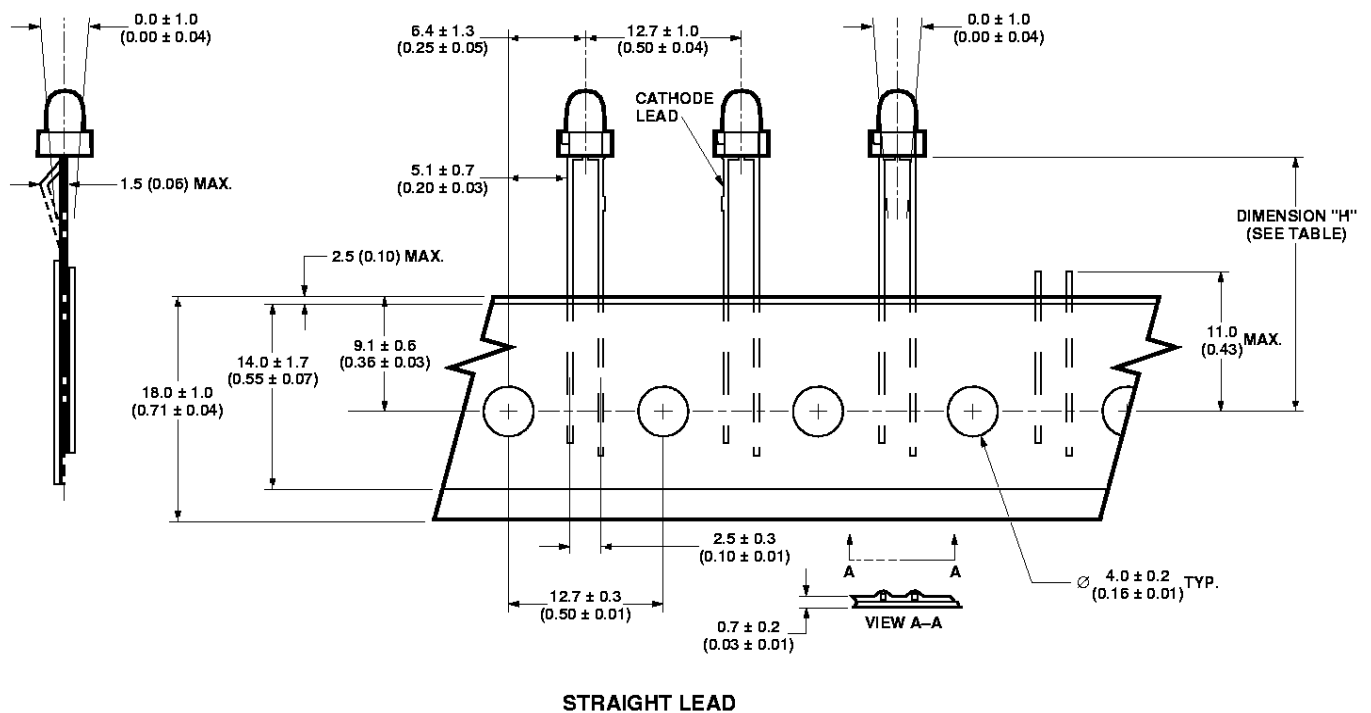 0.0 ± 1.0
(0.00 ± 0.04)
6.4 ± 1.3
(0.25 ± 0.05)
12.7 ± 1.0
(0.50 ± 0.04)
0.0 ± 1.0
(0.00 ± 0.04)
CATHODE
LEAD
1.5 (0.06) MAX.
5.1 ± 0.7
(0.20 ± 0.03)
DIMENSION "H"
(SEE TABLE)
2.5 (0.10) MAX.
9.1 ± 0.6
(0.36 ± 0.03)
11.0
(0.43) MAX.
14.0 ± 1.7
(0.55 ± 0.07)
18.0 ± 1.0
(0.71 ± 0.04)
2.5 ± 0.3
(0.10 ± 0.01)
A A
Ø 4.0 ± 0.2 TYP.
(0.16 ± 0.01)
12.7 ± 0.3
(0.50 ± 0.01)
0.7 ± 0.2
(0.03 ± 0.01)
VIEW A–A
STRAIGHT LEAD